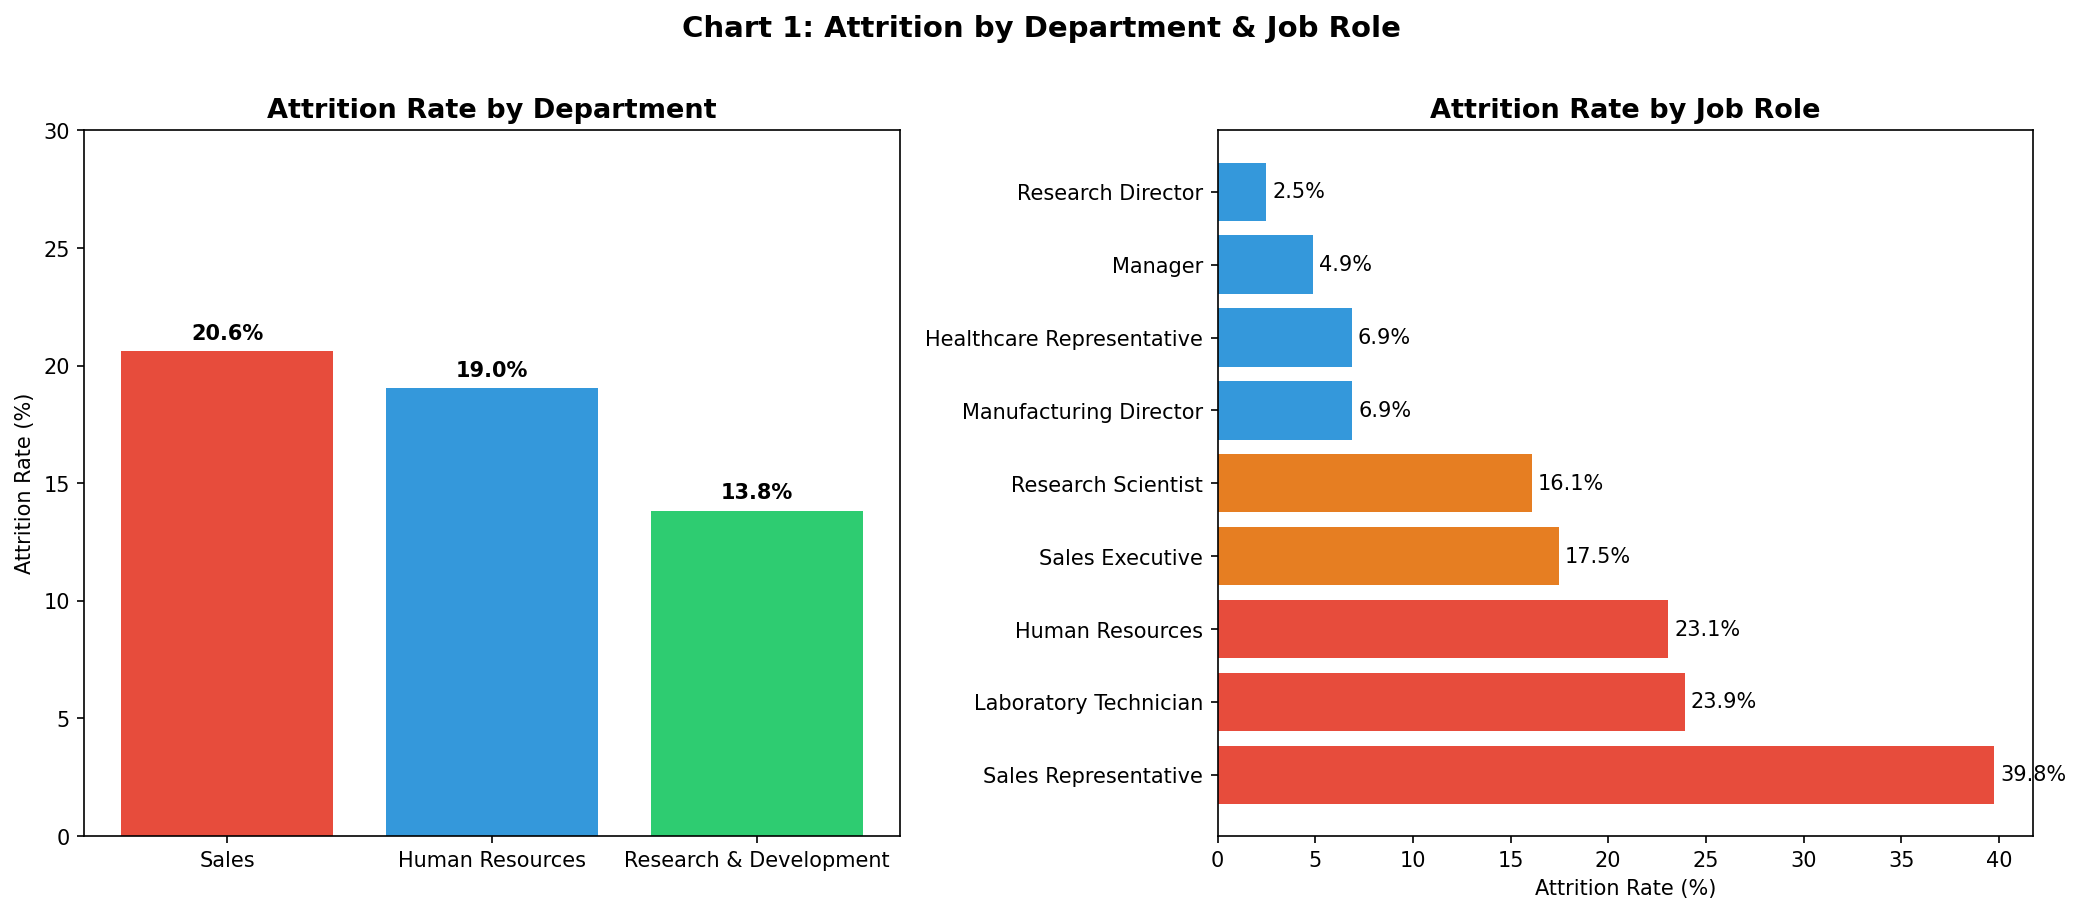 Chart 1: Attrition by Department & Job Role
Attrition Rate by Department
30
25
20
15
10
5
0
Attrition Rate (%)
20.6%
19.0%
13.8%
Sales
Human Resources
Research & Development
Attrition Rate by Job Role
Research Director
2.5%
Manager
4.9%
Healthcare Representative
6.9%
Manufacturing Director
6.9%
Research Scientist
16.1%
Sales Executive
17.5%
Human Resources
23.1%
Laboratory Technician
23.9%
Sales Representative
39.8%
0
5
10
15
20
25
30
35
40
Attrition Rate (%)